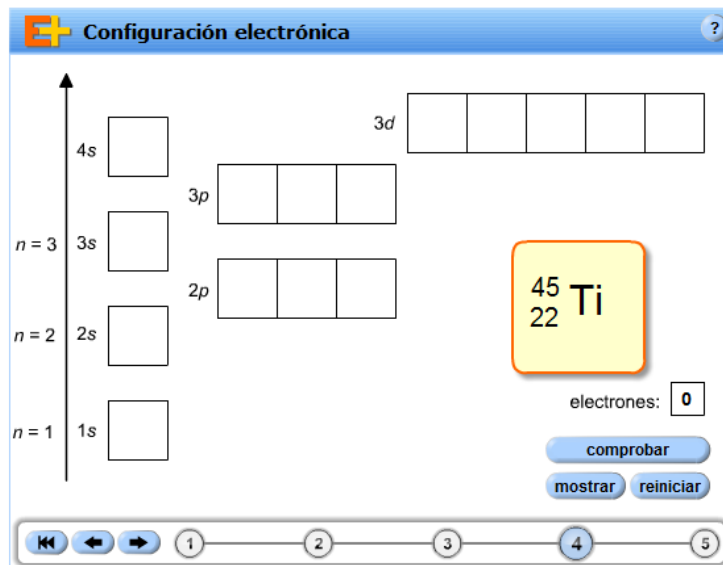 E+ Configuración electrónica ?
3d
4s
3p
n = 3 3s
2p
45
22 Ti
n = 2 2s
electrones: 0
n = 1 1s
comprobar
mostrar reiniciar
1 2 3 4 5